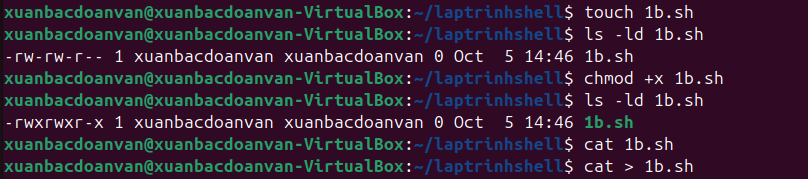 xuanbacdoanvan@xuanbacdoanvan-VirtualBox:~/laptrinhshell$ touch 1b.sh
xuanbacdoanvan@xuanbacdoanvan-VirtualBox:~/laptrinhshell$ ls -ld 1b.sh
-rw-rw-r-- 1 xuanbacdoanvan xuanbacdoanvan 0 Oct  5 14:46 1b.sh
xuanbacdoanvan@xuanbacdoanvan-VirtualBox:~/laptrinhshell$ chmod +x 1b.sh
xuanbacdoanvan@xuanbacdoanvan-VirtualBox:~/laptrinhshell$ ls -ld 1b.sh
-rwxrwxr-x 1 xuanbacdoanvan xuanbacdoanvan 0 Oct  5 14:46 1b.sh
xuanbacdoanvan@xuanbacdoanvan-VirtualBox:~/laptrinhshell$ cat 1b.sh
xuanbacdoanvan@xuanbacdoanvan-VirtualBox:~/laptrinhshell$ cat > 1b.sh